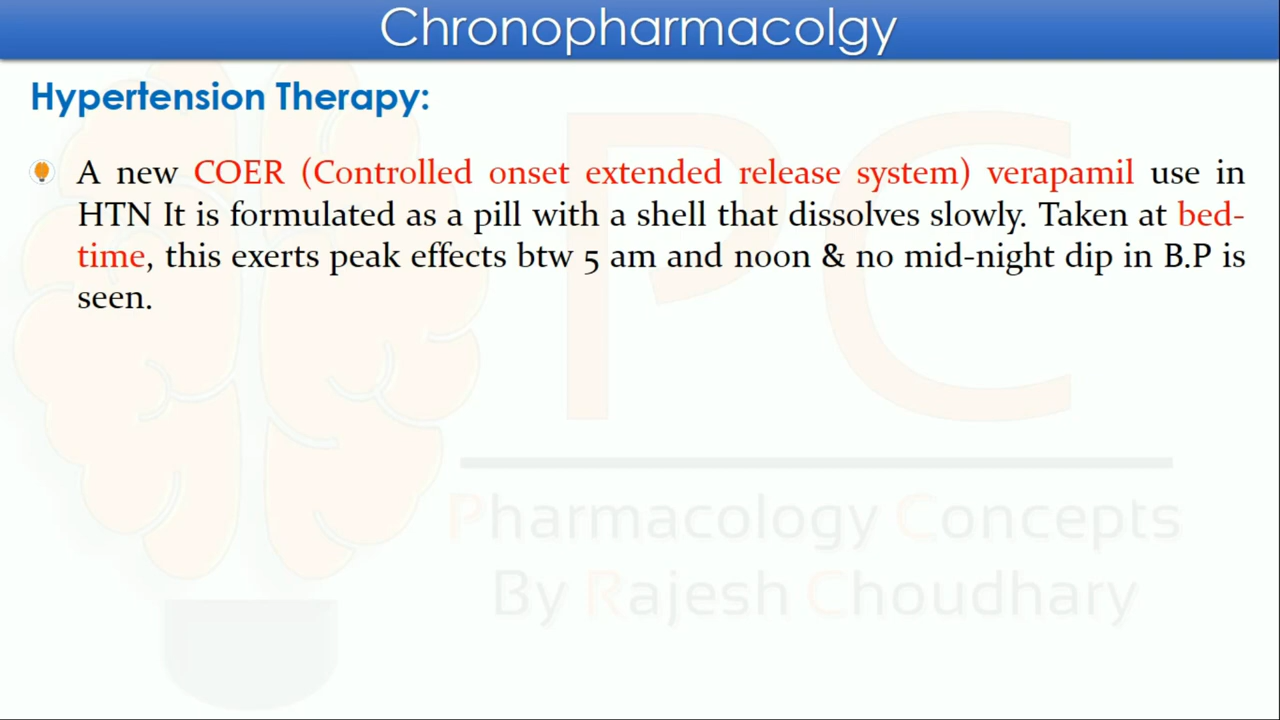 Chronopharmacolgy
Hypertension Therapy:
A new COER (Controlled onset extended release system) verapamil use in
HTN It is formulated as a pill with a shell that dissolves slowly. Taken at bed-
time, this exerts peak effects btw 5 am and noon & no mid-night dip in B.P is
seen.
PC
Pharmacology Concepts
By Rajesh Choudhary